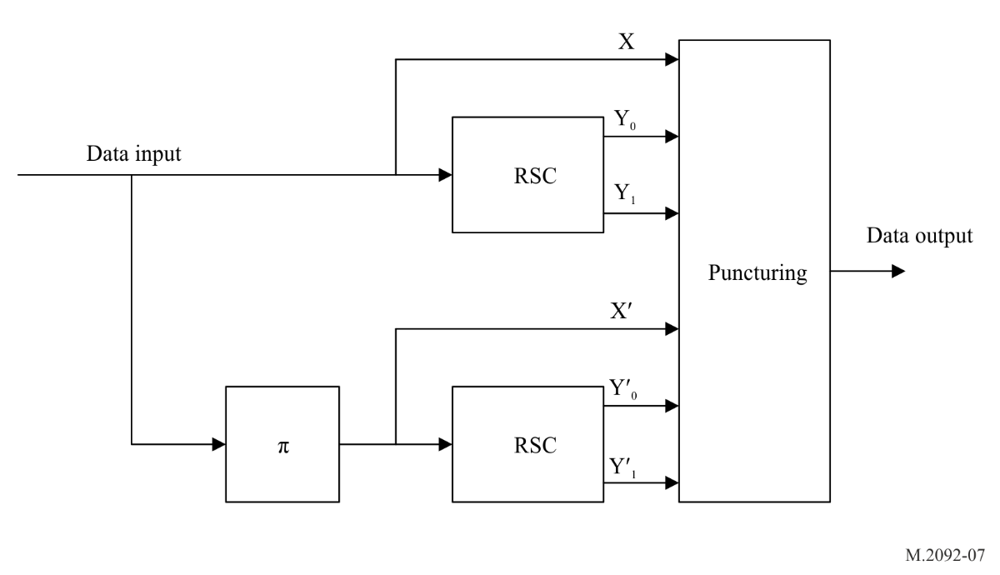 X
Y₀
Data input
RSC
Y₁
Data output
Puncturing
X′
Y′₀
π
RSC
Y′₁
M.2092-07